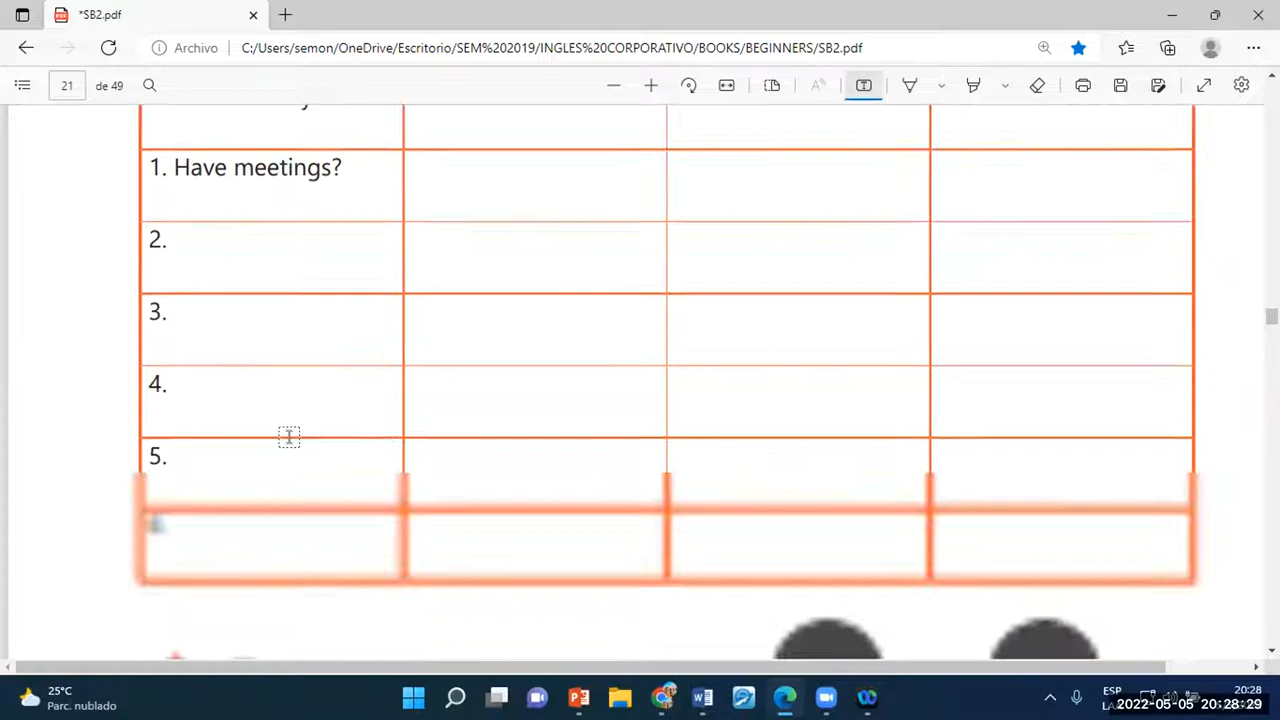 *SB2.pdf
Archivo
C:/Users/semon/OneDrive/Escritorio/SEM%202019/INGLES%20CORPORATIVO/BOOKS/BEGINNERS/SB2.pdf
21
de 49
1. Have meetings?
2.
3.
4.
5.
25°C
Parc. nublado
ESP
20:28
2022-05-05 20:28:29